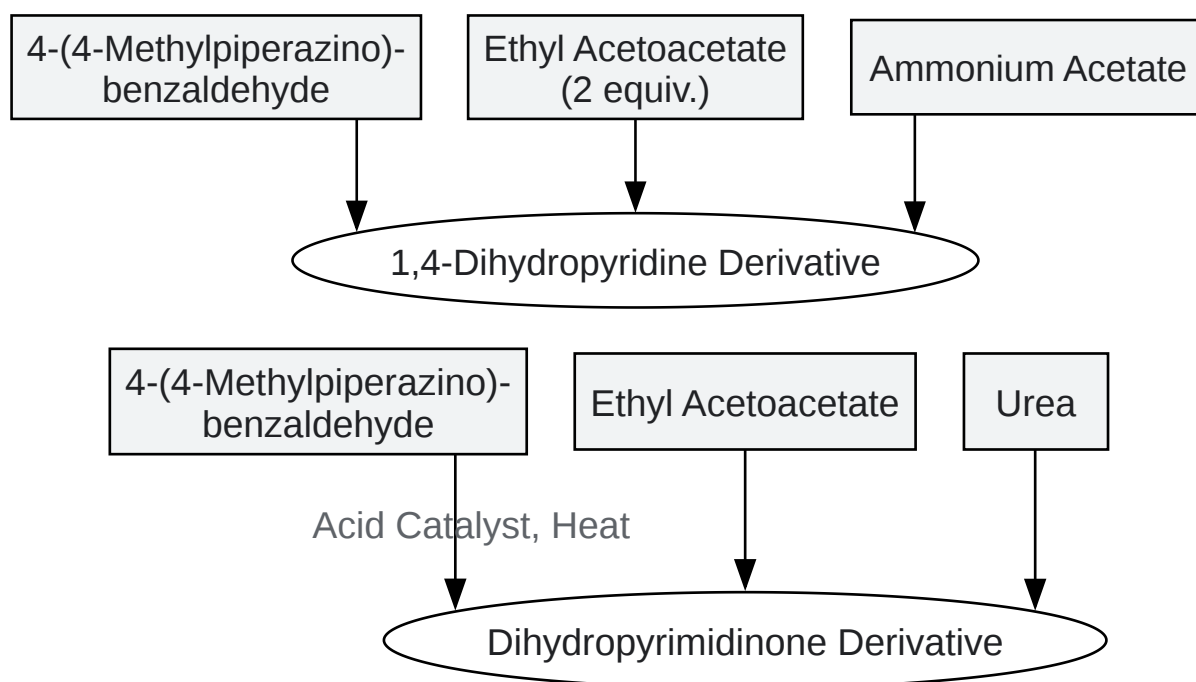 4-(4-Methylpiperazino)-
benzaldehyde
Ethyl Acetoacetate
(2 equiv.)
Ammonium Acetate
1,4-Dihydropyridine Derivative
4-(4-Methylpiperazino)-
benzaldehyde
Ethyl Acetoacetate
Urea
Acid Catalyst, Heat
Dihydropyrimidinone Derivative